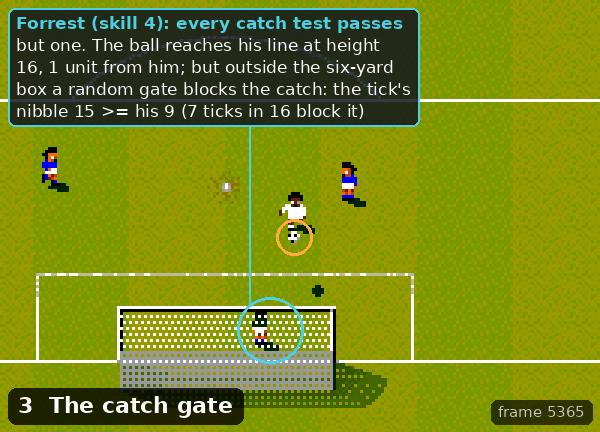 Forrest (skill 4): every catch test passes
but one. The ball reaches his line at height
16, 1 unit from him; but outside the six-yard
box a random gate blocks the catch: the tick's
nibble 15 >= his 9 (7 ticks in 16 block it)
3 The catch gate
frame 5365